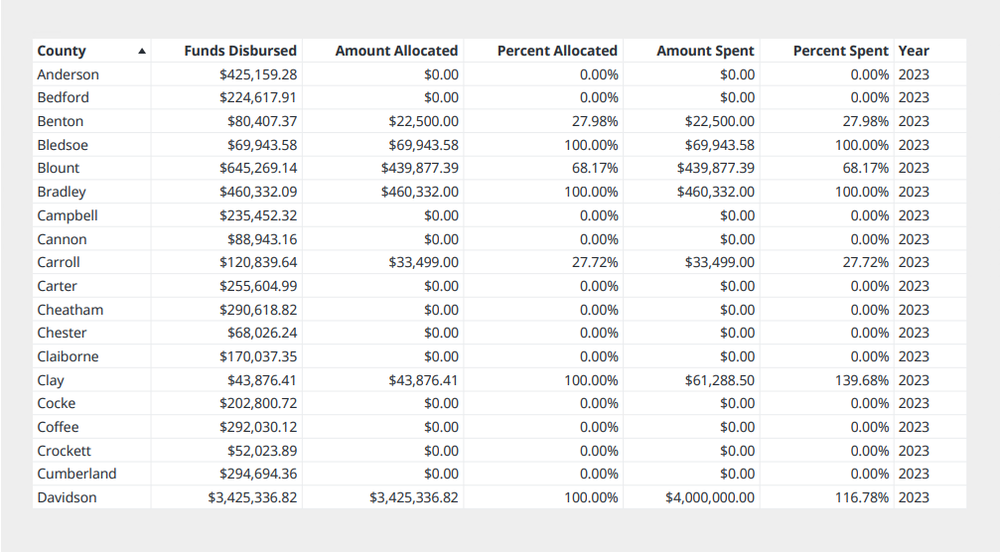 County ▲ Funds Disbursed Amount Allocated Percent Allocated Amount Spent Percent Spent Year
Anderson $425,159.28 $0.00 0.00% $0.00 0.00% 2023
Bedford $224,617.91 $0.00 0.00% $0.00 0.00% 2023
Benton $80,407.37 $22,500.00 27.98% $22,500.00 27.98% 2023
Bledsoe $69,943.58 $69,943.58 100.00% $69,943.58 100.00% 2023
Blount $645,269.14 $439,877.39 68.17% $439,877.39 68.17% 2023
Bradley $460,332.09 $460,332.00 100.00% $460,332.00 100.00% 2023
Campbell $235,452.32 $0.00 0.00% $0.00 0.00% 2023
Cannon $88,943.16 $0.00 0.00% $0.00 0.00% 2023
Carroll $120,839.64 $33,499.00 27.72% $33,499.00 27.72% 2023
Carter $255,604.99 $0.00 0.00% $0.00 0.00% 2023
Cheatham $290,618.82 $0.00 0.00% $0.00 0.00% 2023
Chester $68,026.24 $0.00 0.00% $0.00 0.00% 2023
Claiborne $170,037.35 $0.00 0.00% $0.00 0.00% 2023
Clay $43,876.41 $43,876.41 100.00% $61,288.50 139.68% 2023
Cocke $202,800.72 $0.00 0.00% $0.00 0.00% 2023
Coffee $292,030.12 $0.00 0.00% $0.00 0.00% 2023
Crockett $52,023.89 $0.00 0.00% $0.00 0.00% 2023
Cumberland $294,694.36 $0.00 0.00% $0.00 0.00% 2023
Davidson $3,425,336.82 $3,425,336.82 100.00% $4,000,000.00 116.78% 2023